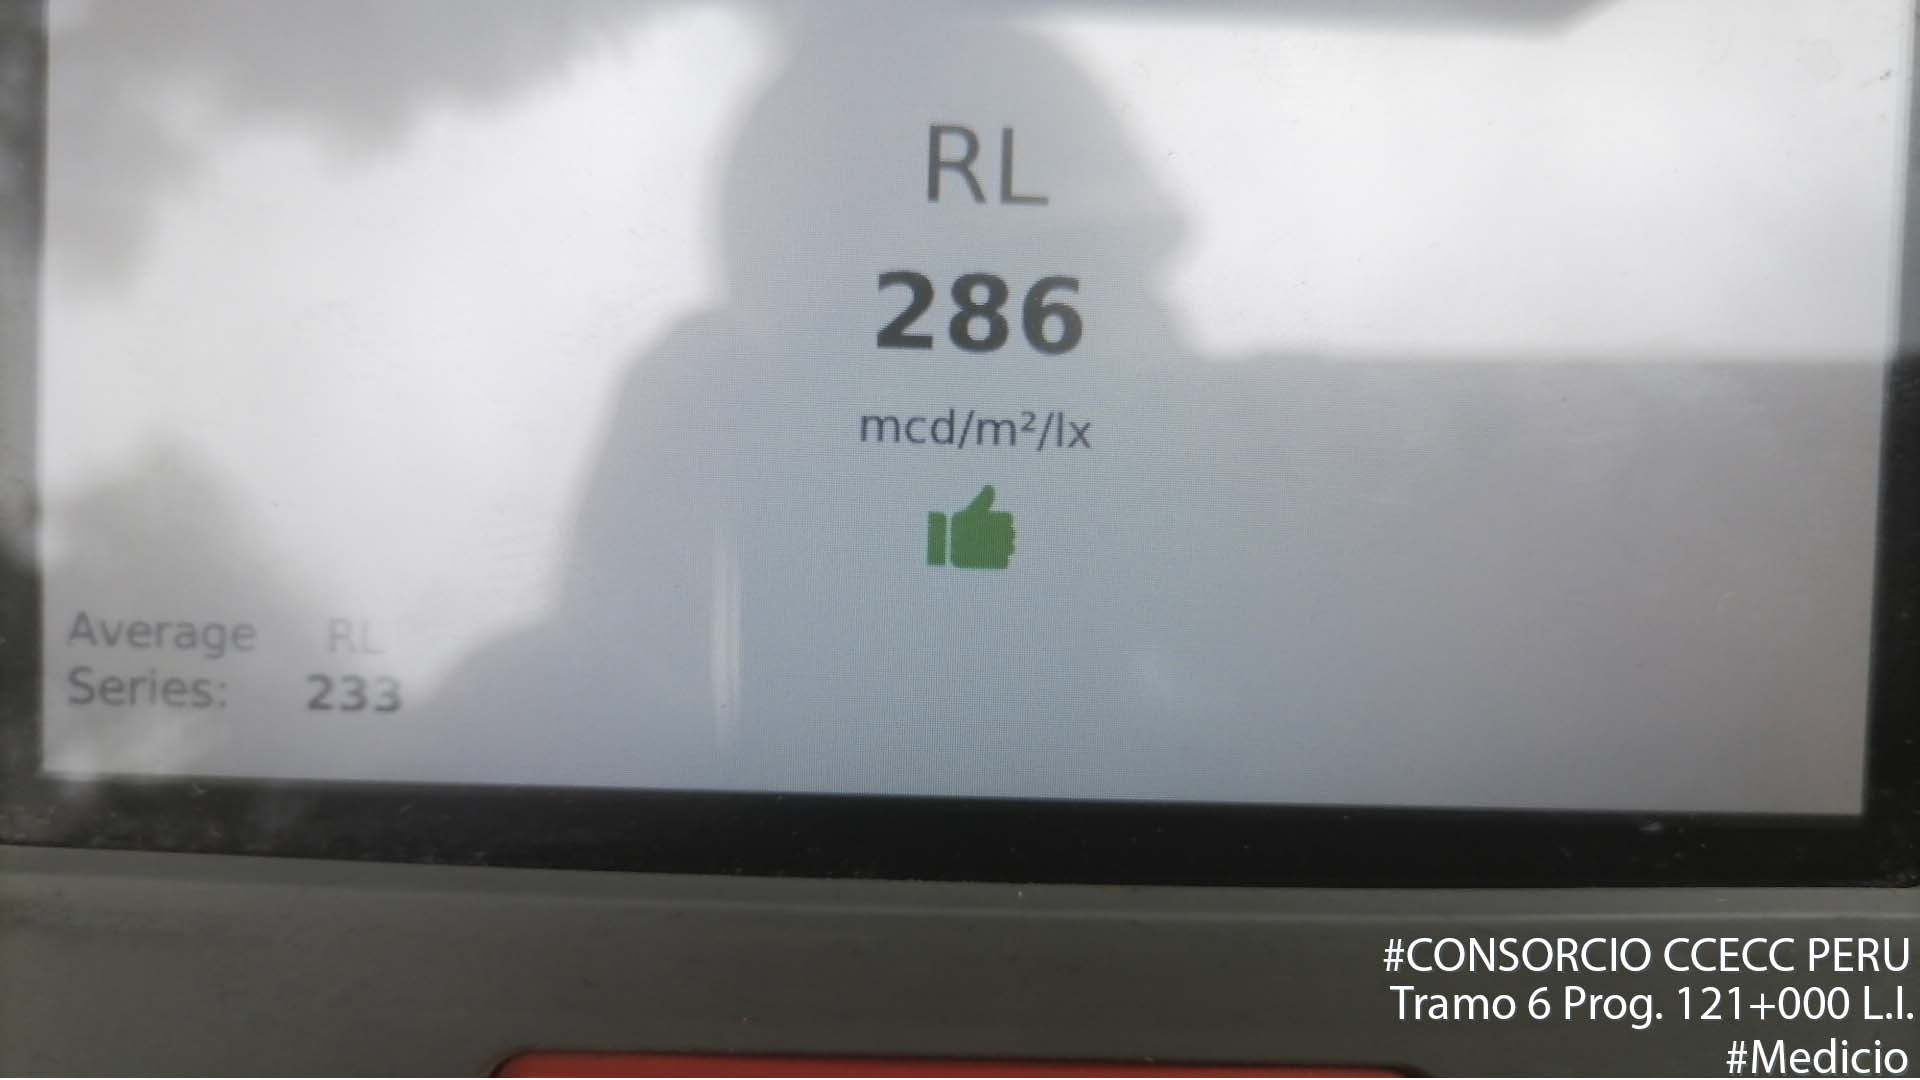 RL
286
mcd/m²/lx
Average RL
Series: 233
#CONSORCIO CCECC PERU
Tramo 6 Prog. 121+000 L.I.
#Medicio